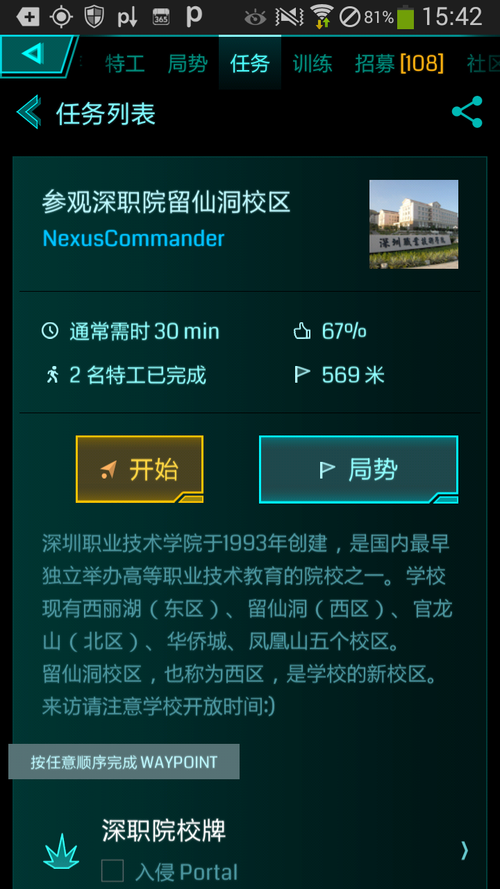 365
81%
15:42
特工
局势
任务
训练
招募 [108]
社区
任务列表
参观深职院留仙洞校区
NexusCommander
深圳职业技术学院
通常需时 30 min
67%
2 名特工已完成
569 米
开始
局势
深圳职业技术学院于1993年创建，是国内最早
独立举办高等职业技术教育的院校之一。学校
现有西丽湖（东区）、留仙洞（西区）、官龙
山（北区）、华侨城、凤凰山五个校区。
留仙洞校区，也称为西区，是学校的新校区。
来访请注意学校开放时间:)
按任意顺序完成 WAYPOINT
深职院校牌
入侵 Portal